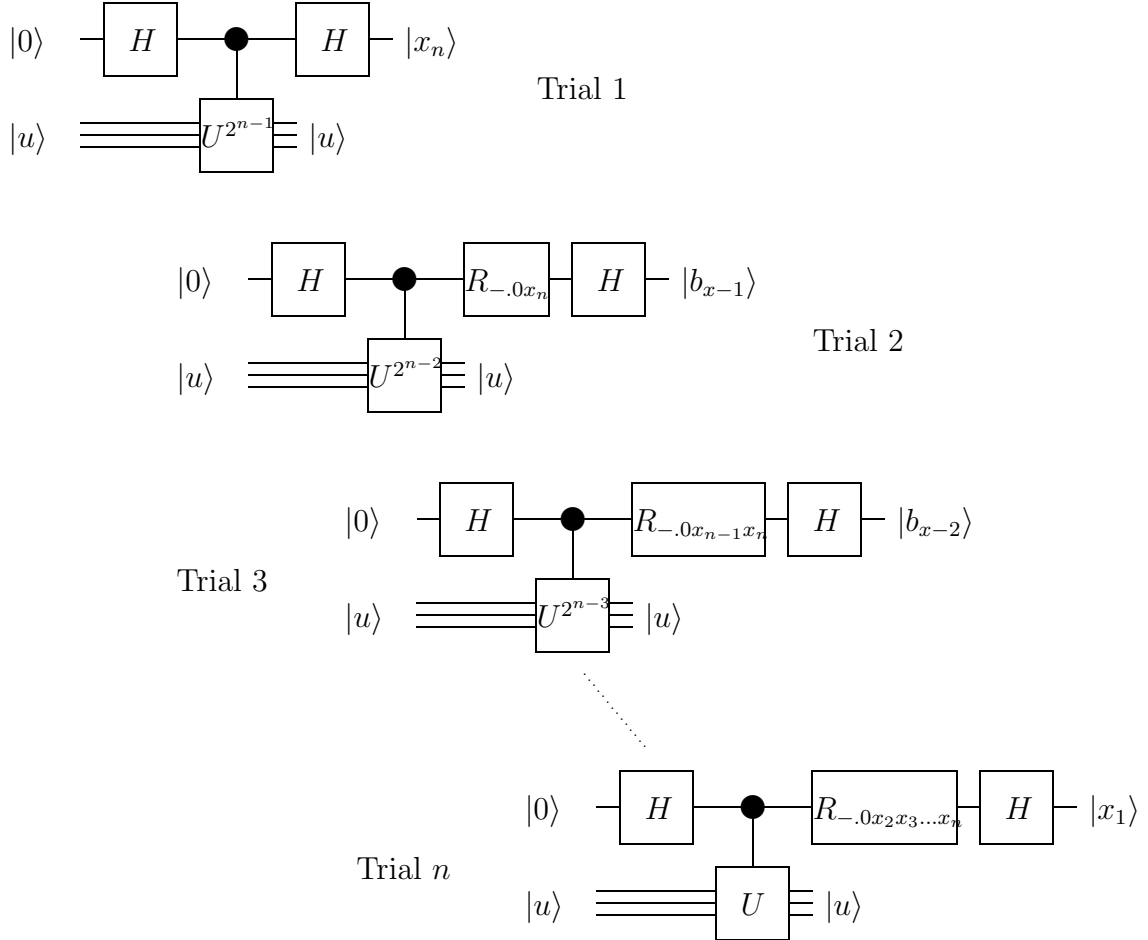 |0⟩ H H |x_n⟩
Trial 1
|u⟩ U^{2^{n-1}} |u⟩
|0⟩ H R_{-.0x_n} H |b_{x-1}⟩
Trial 2
|u⟩ U^{2^{n-2}} |u⟩
|0⟩ H R_{-.0x_{n-1}x_n} H |b_{x-2}⟩
Trial 3
|u⟩ U^{2^{n-3}} |u⟩
|0⟩ H R_{-.0x_2x_3...x_n} H |x_1⟩
Trial n
|u⟩ U |u⟩